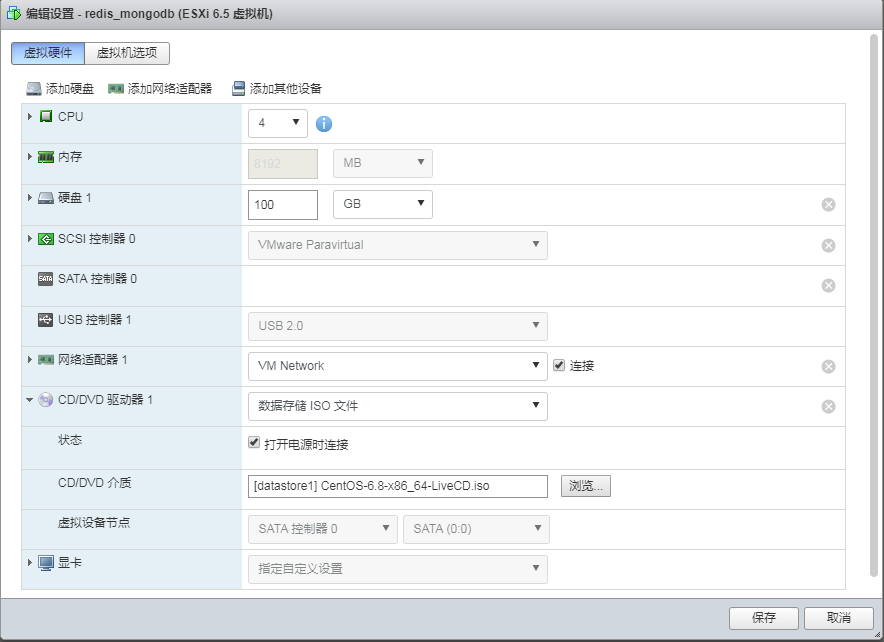 编辑设置 - redis_mongodb (ESXi 6.5 虚拟机)
虚拟硬件 虚拟机选项
添加硬盘 添加网络适配器 添加其他设备
CPU 4
内存 8192 MB
硬盘 1 100 GB
SCSI 控制器 0 VMware Paravirtual
SATA SATA 控制器 0
USB 控制器 1 USB 2.0
网络适配器 1 VM Network 连接
CD/DVD 驱动器 1 数据存储 ISO 文件
状态 打开电源时连接
CD/DVD 介质 [datastore1] CentOS-6.8-x86_64-LiveCD.iso 浏览...
虚拟设备节点 SATA 控制器 0 SATA (0:0)
显卡 指定自定义设置
保存 取消